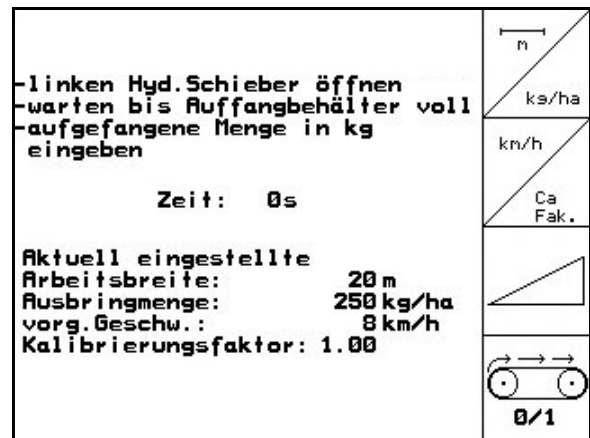 -linken Hyd.Schieber öffnen
-warten bis Auffangbehälter voll
-aufgefangene Menge in kg
eingeben
Zeit: 0s
Aktuell eingestellte
Arbeitsbreite: 20 m
Ausbringmenge: 250 kg/ha
vorg.Geschw.: 8 km/h
Kalibrierungsfaktor: 1.00
m
kg/ha
km/h
Ca
Fak.
0/1